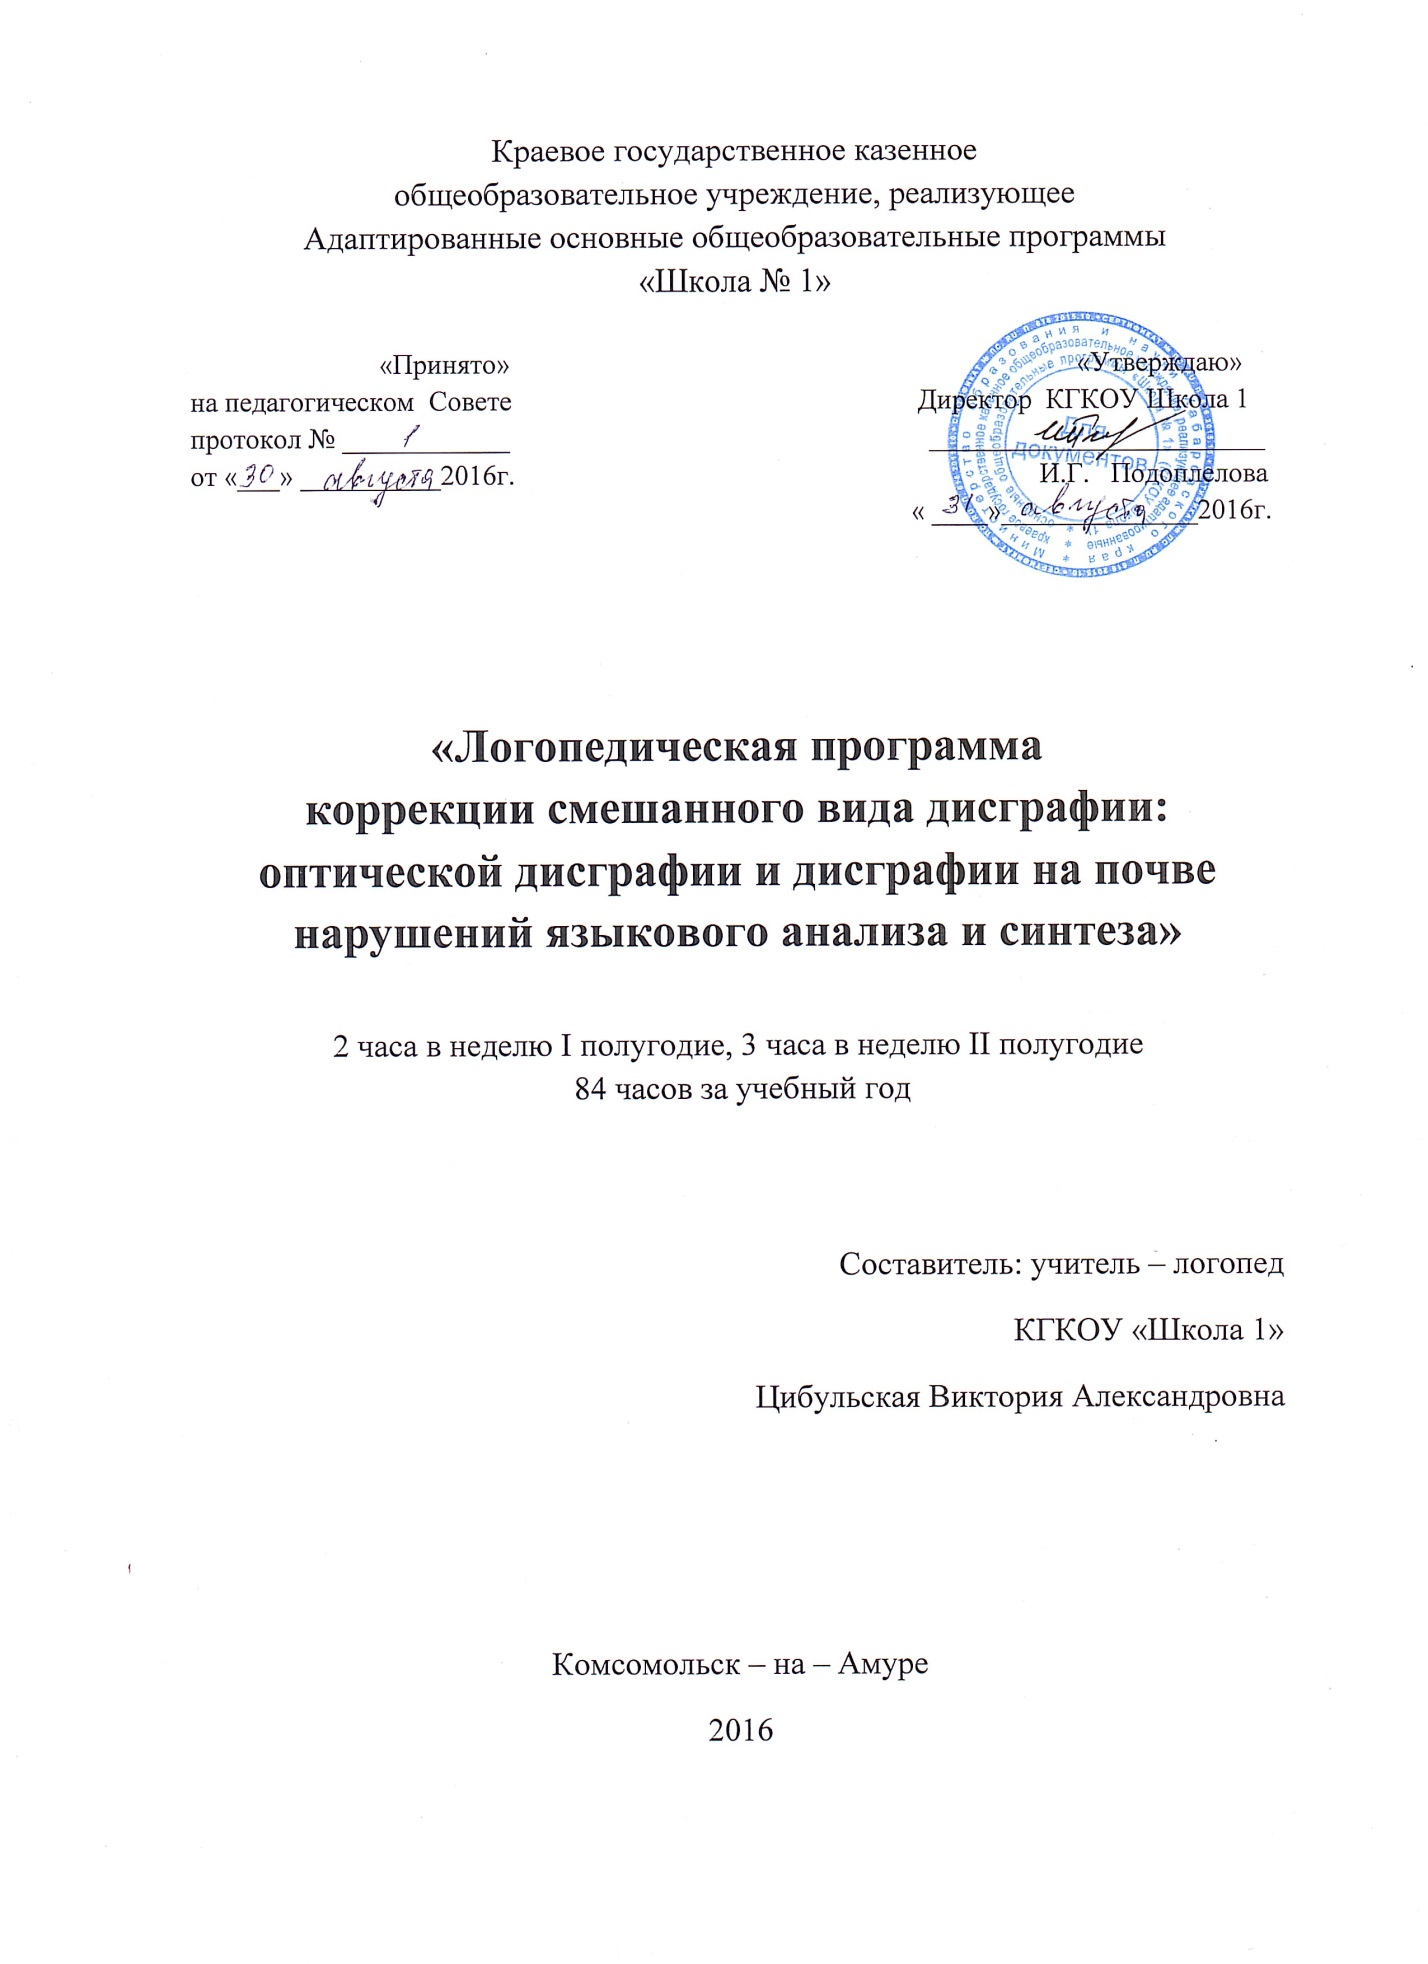 Краевое государственное казенное
общеобразовательное учреждение, реализующее
Адаптированные основные общеобразовательные программы
«Школа № 1»
«Принято»
на педагогическом Совете
протокол № 1
от «30» августа 2016г.
«Утверждаю»
Директор КГКОУ Школа 1
И.Г. Подоплелова
« 31 » августа 2016г.
Для
документов
«Логопедическая программа
коррекции смешанного вида дисграфии:
оптической дисграфии и дисграфии на почве
нарушений языкового анализа и синтеза»
2 часа в неделю I полугодие, 3 часа в неделю II полугодие
84 часов за учебный год
Составитель: учитель – логопед
КГКОУ «Школа 1»
Цибульская Виктория Александровна
Комсомольск – на – Амуре
2016